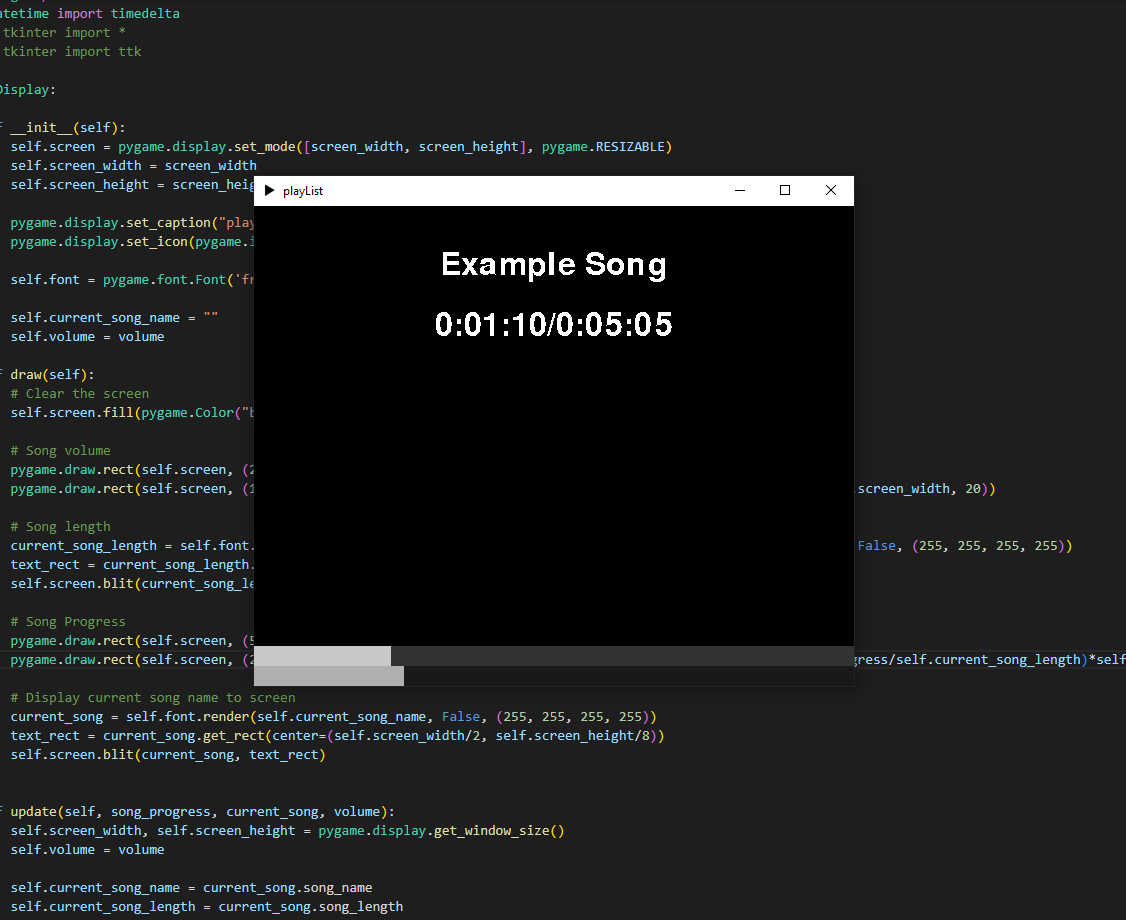 atetime import timedelta
tkinter import *
tkinter import ttk
Display:
__init__(self):
self.screen = pygame.display.set_mode([screen_width, screen_height], pygame.RESIZABLE)
self.screen_width = screen_width
self.screen_height = screen_heig
playList
pygame.display.set_caption("play
pygame.display.set_icon(pygame.i
Example Song
self.font = pygame.font.Font('fr
self.current_song_name = ""
0:01:10/0:05:05
self.volume = volume
draw(self):
# Clear the screen
self.screen.fill(pygame.Color("b
# Song volume
pygame.draw.rect(self.screen, (2
pygame.draw.rect(self.screen, (1 .screen_width, 20))
# Song length
current_song_length = self.font. False, (255, 255, 255, 255))
text_rect = current_song_length.
self.screen.blit(current_song_le
# Song Progress
pygame.draw.rect(self.screen, (5
pygame.draw.rect(self.screen, (2 gress/self.current_song_length)*self
# Display current song name to screen
current_song = self.font.render(self.current_song_name, False, (255, 255, 255, 255))
text_rect = current_song.get_rect(center=(self.screen_width/2, self.screen_height/8))
self.screen.blit(current_song, text_rect)
update(self, song_progress, current_song, volume):
self.screen_width, self.screen_height = pygame.display.get_window_size()
self.volume = volume
self.current_song_name = current_song.song_name
self.current_song_length = current_song.song_length